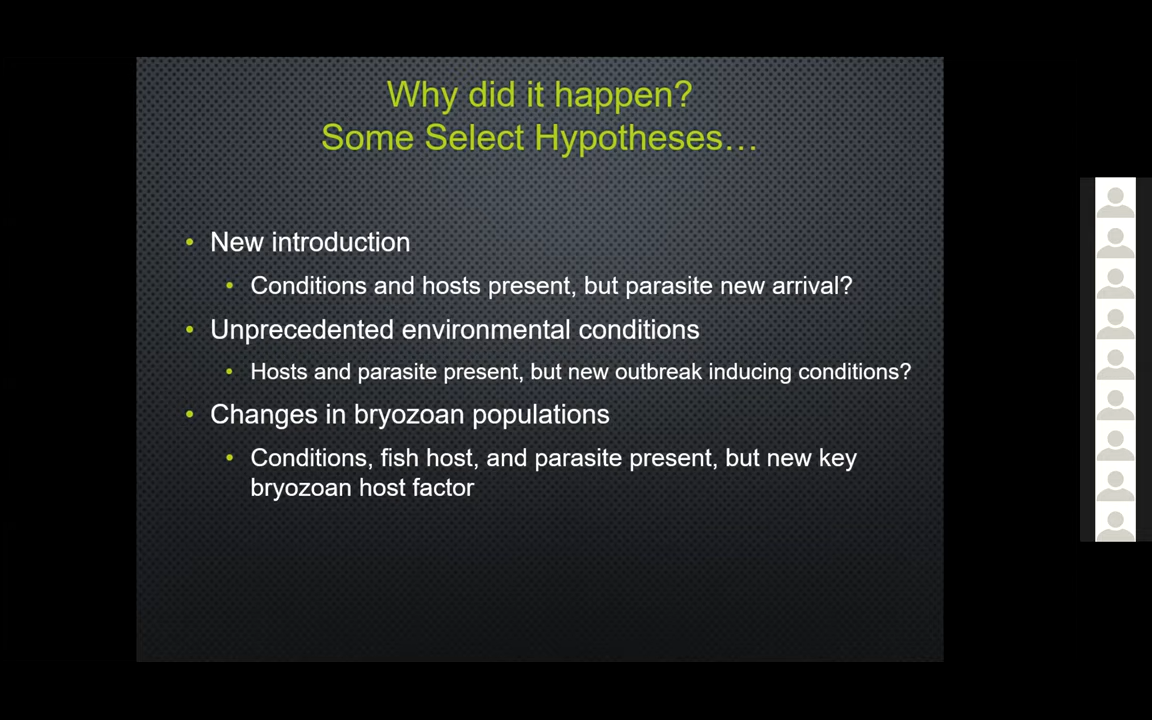 Why did it happen?
Some Select Hypotheses…
• New introduction
• Conditions and hosts present, but parasite new arrival?
• Unprecedented environmental conditions
• Hosts and parasite present, but new outbreak inducing conditions?
• Changes in bryozoan populations
• Conditions, fish host, and parasite present, but new key
bryozoan host factor